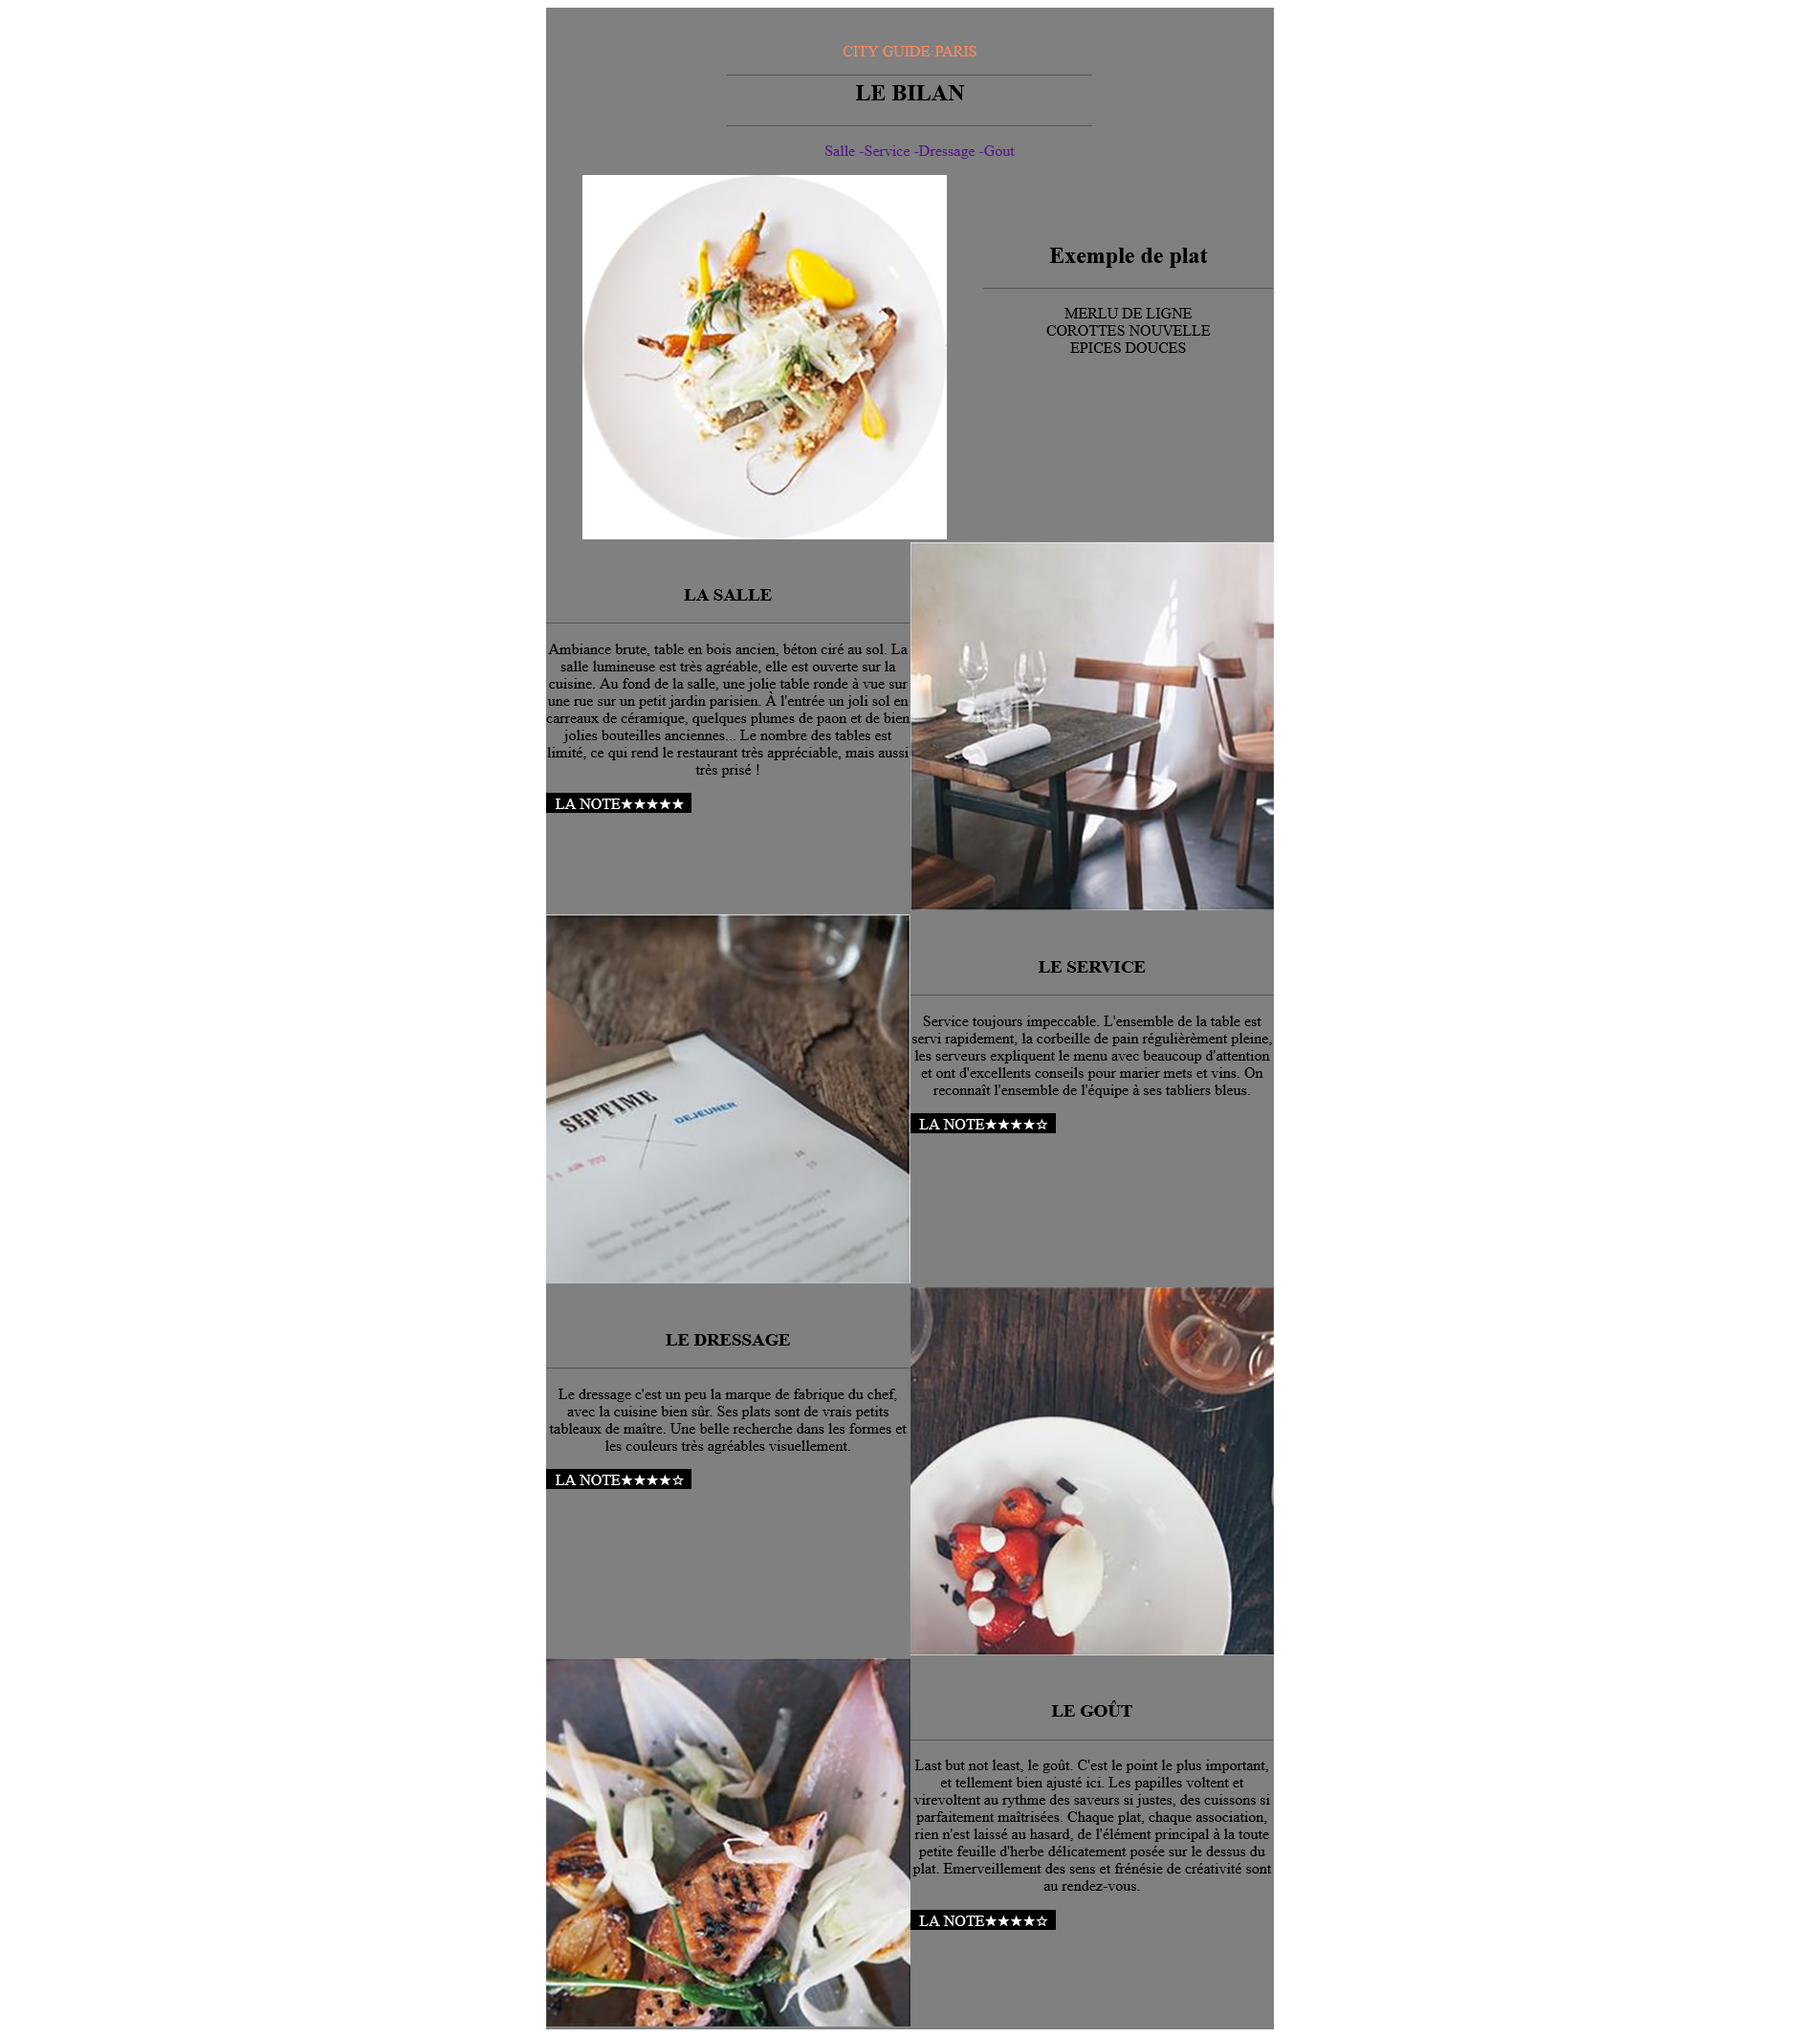 CITY GUIDE·PARIS
LE BILAN
Salle -Service -Dressage -Gout
Exemple de plat
MERLU DE LIGNE
COROTTES NOUVELLE
EPICES DOUCES
LA SALLE
Ambiance brute, table en bois ancien, béton ciré au sol. La
salle lumineuse est très agréable, elle est ouverte sur la
cuisine. Au fond de la salle, une jolie table ronde à vue sur
une rue sur un petit jardin parisien. À l'entrée un joli sol en
carreaux de céramique, quelques plumes de paon et de bien
jolies bouteilles anciennes... Le nombre des tables est
limité, ce qui rend le restaurant très appréciable, mais aussi
très prisé !
LA NOTE★★★★★
SEPTIME
DEJEUNER
LE SERVICE
Service toujours impeccable. L'ensemble de la table est
servi rapidement, la corbeille de pain régulièrèment pleine,
les serveurs expliquent le menu avec beaucoup d'attention
et ont d'excellents conseils pour marier mets et vins. On
reconnaît l'ensemble de l'équipe à ses tabliers bleus.
LA NOTE★★★★☆
LE DRESSAGE
Le dressage c'est un peu la marque de fabrique du chef,
avec la cuisine bien sûr. Ses plats sont de vrais petits
tableaux de maître. Une belle recherche dans les formes et
les couleurs très agréables visuellement.
LA NOTE★★★★☆
LE GOÛT
Last but not least, le goût. C'est le point le plus important,
et tellement bien ajusté ici. Les papilles voltent et
virevoltent au rythme des saveurs si justes, des cuissons si
parfaitement maîtrisées. Chaque plat, chaque association,
rien n'est laissé au hasard, de l'élément principal à la toute
petite feuille d'herbe délicatement posée sur le dessus du
plat. Emerveillement des sens et frénésie de créativité sont
au rendez-vous.
LA NOTE★★★★☆